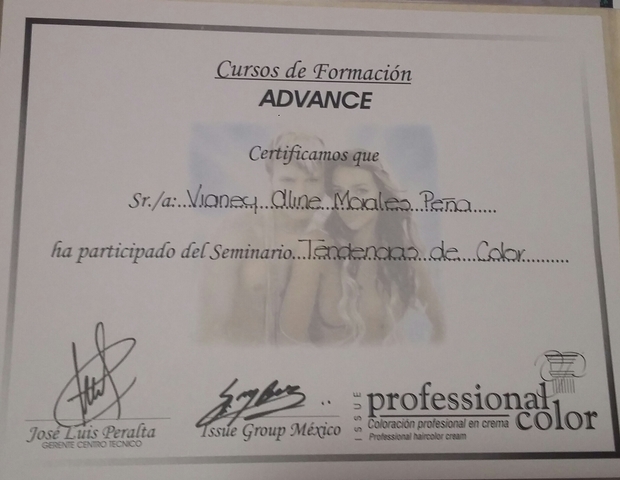 Cursos de Formación
ADVANCE
Certificamos que
Sr./a:..Vianey Aline Morales Peña.....
ha participado del Seminario...Tendencias de Color..........
José Luis Peralta
GERENTE CENTRO TECNICO
Issue Group México
ISSUE
professional
color
Coloración profesional en crema
Professional haircolor cream